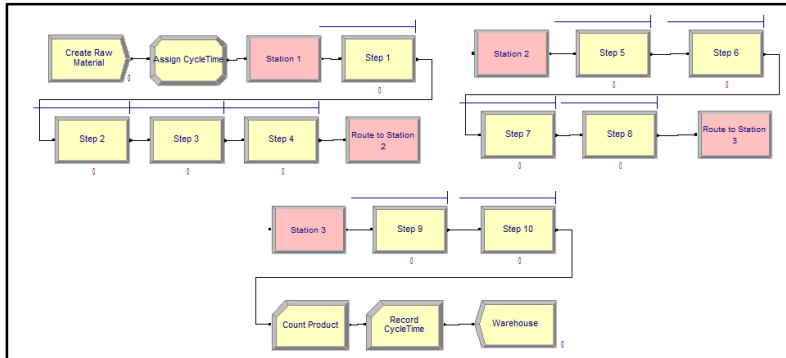 Create Raw
Material
0
Assign CycleTime
Station 1
Step 1
0
Step 2
0
Step 3
0
Step 4
0
Route to Station
2
Station 2
Step 5
0
Step 6
0
Step 7
0
Step 8
0
Route to Station
3
Station 3
Step 9
0
Step 10
0
Count Product
Record
CycleTime
Warehouse
0